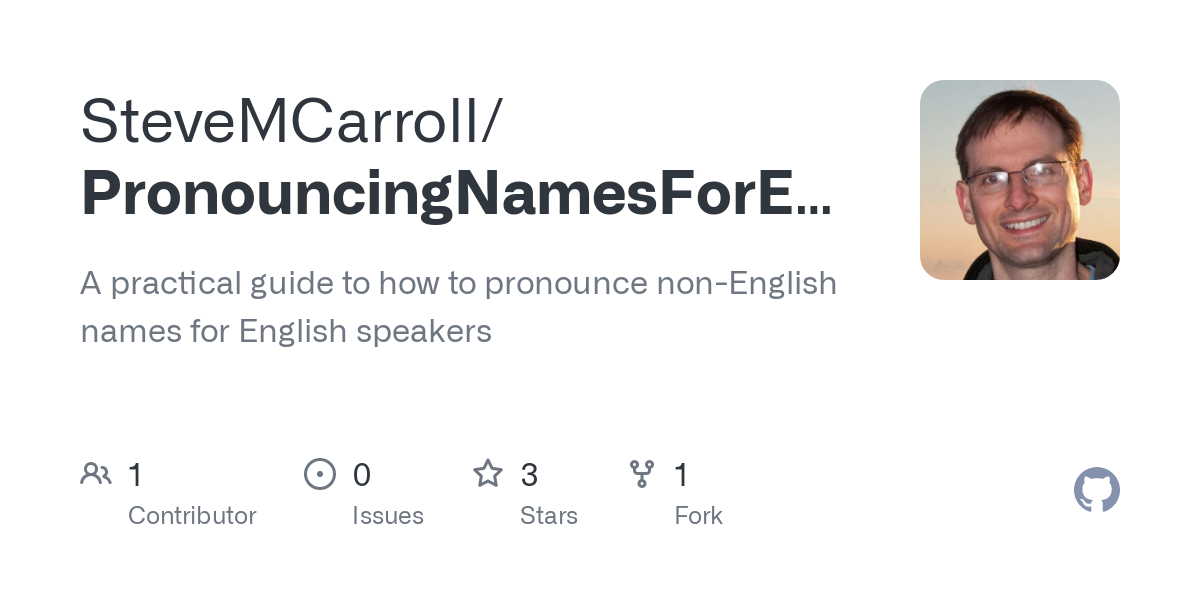 SteveMCarroll/
PronouncingNamesForE...
A practical guide to how to pronounce non-English
names for English speakers
1
Contributor
0
Issues
3
Stars
1
Fork